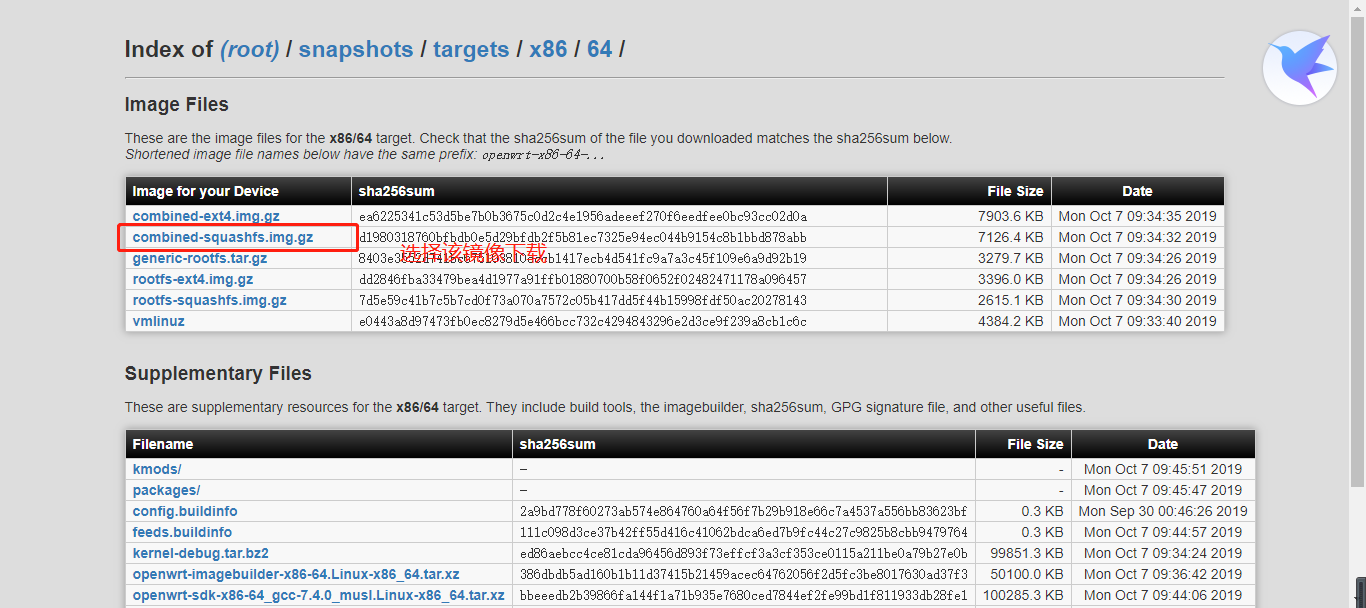 Index of (root) / snapshots / targets / x86 / 64 /
Image Files
These are the image files for the x86/64 target. Check that the sha256sum of the file you downloaded matches the sha256sum below.
Shortened image file names below have the same prefix: openwrt-x86-64-...
Image for your Device sha256sum File Size Date
combined-ext4.img.gz ea6225341c53d5be7b0b3675c0d2c4e1956adeeef270f6eedfee0bc93cc02d0a 7903.6 KB Mon Oct 7 09:34:35 2019
combined-squashfs.img.gz d1980318760bfbdb0e5d29bfdb2f5b81ec7325e94ec044b9154c8b1bbd878abb 7126.4 KB Mon Oct 7 09:34:32 2019
选择该镜像下载
generic-rootfs.tar.gz 3279.7 KB Mon Oct 7 09:34:26 2019
rootfs-ext4.img.gz dd2846fba33479bea4d1977a91ffb01880700b58f0652f02482471178a096457 3396.0 KB Mon Oct 7 09:34:26 2019
rootfs-squashfs.img.gz 7d5e59c41b7c5b7cd0f73a070a7572c05b417dd5f44b15998fdf50ac20278143 2615.1 KB Mon Oct 7 09:34:30 2019
vmlinuz e0443a8d97473fb0ec8279d5e466bcc732c4294843296e2d3ce9f239a8cb1c6c 4384.2 KB Mon Oct 7 09:33:40 2019
Supplementary Files
These are supplementary resources for the x86/64 target. They include build tools, the imagebuilder, sha256sum, GPG signature file, and other useful files.
Filename sha256sum File Size Date
kmods/ – - Mon Oct 7 09:45:51 2019
packages/ – - Mon Oct 7 09:45:47 2019
config.buildinfo 2a9bd778f60273ab574e864760a64f56f7b29b918e66c7a4537a556bb83623bf 0.3 KB Mon Sep 30 00:46:26 2019
feeds.buildinfo 111c098d3ce37b42ff55d416c41062bdca6ed7b9fc44c27c9825b8cbb9479764 0.3 KB Mon Oct 7 09:44:57 2019
kernel-debug.tar.bz2 ed86aebcc4ce81cda96456d893f73effcf3a3cf353ce0115a211be0a79b27e0b 99851.3 KB Mon Oct 7 09:34:24 2019
openwrt-imagebuilder-x86-64.Linux-x86_64.tar.xz 386dbdb5ad160b1b11d37415b21459acec64762056f2d5fc3be8017630ad37f3 50100.0 KB Mon Oct 7 09:36:42 2019
openwrt-sdk-x86-64_gcc-7.4.0_musl.Linux-x86_64.tar.xz bbeeedb2b39866fa144f1a71b935e7680ced7844ef2fe99bd1f811933db28fe1 100285.3 KB Mon Oct 7 09:44:06 2019